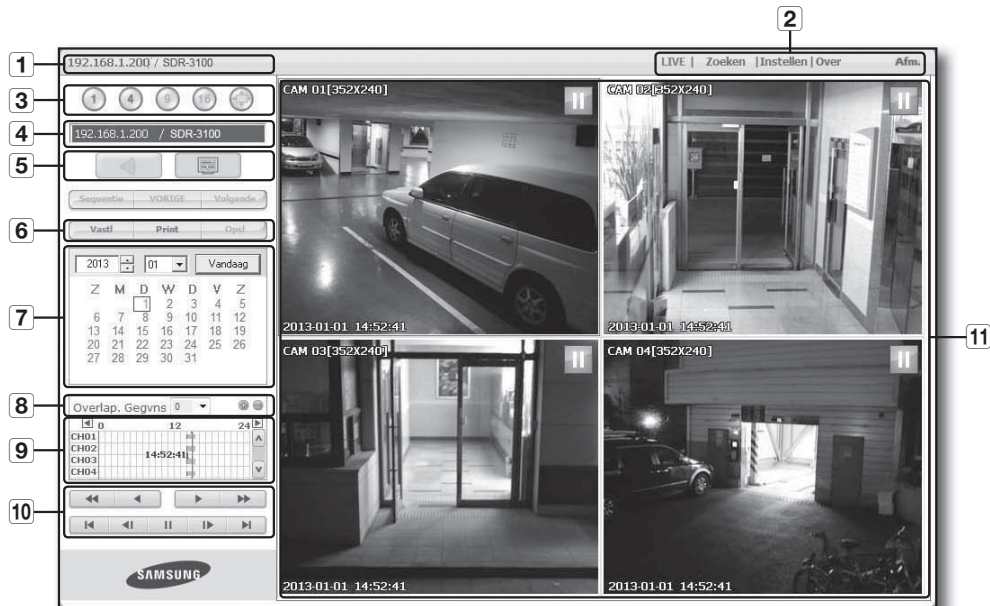 2
1
192.168.1.200 / SDR-3100
LIVE | Zoeken |Instellen|Over Afm.
3
1 4 9 16
4
192.168.1.200 / SDR-3100
5
Sequentie VORIGE Volgende
6
Vastl Print Opsl
7
2013 01 Vandaag
Z M D W D V Z
1 2 3 4 5
6 7 8 9 10 11 12
13 14 15 16 17 18 19
20 21 22 23 24 25 26
27 28 29 30 31
8
Overlap. Gegvns 0
9
0 12 24
CH01
CH02
14:52:41
CH03
CH04
10
SAMSUNG
CAM 01[352X240]
2013-01-01 14:52:41
CAM 02[352X240]
2013-01-01 14:52:41
CAM 03[352X240]
2013-01-01 14:52:41
CAM 04[352X240]
2013-01-01 14:52:41
11